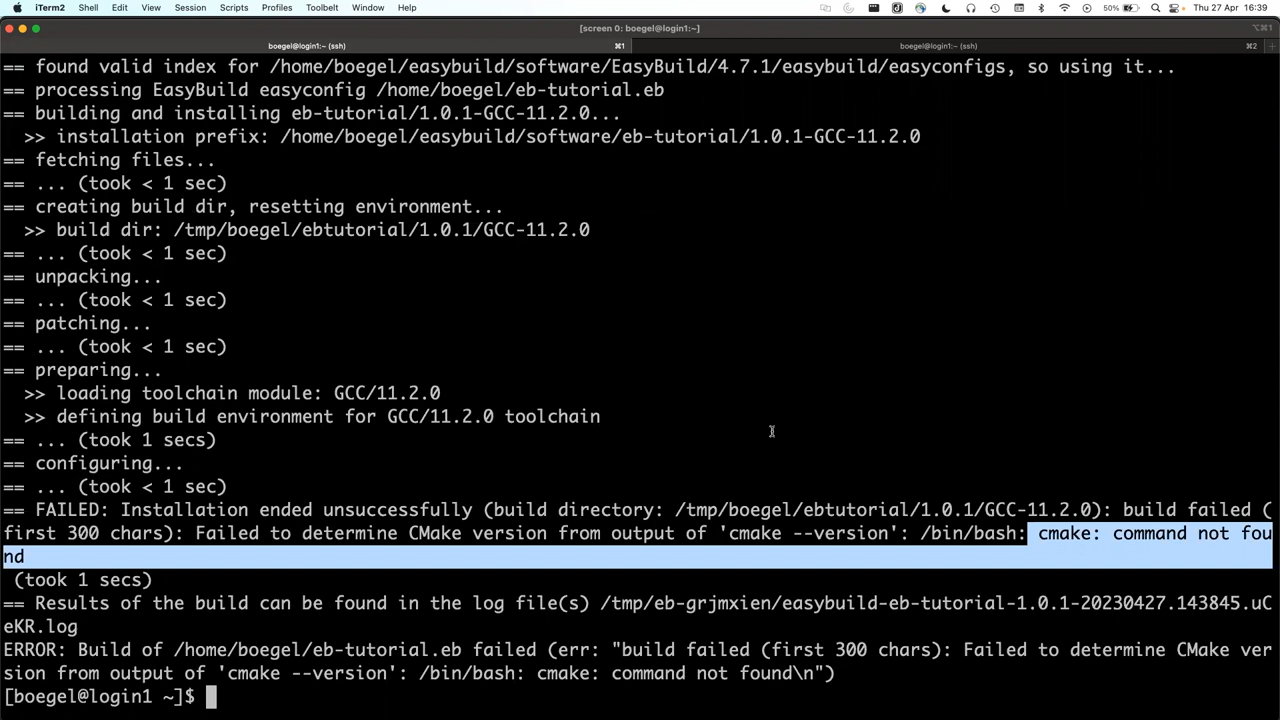 iTerm2 Shell Edit View Session Scripts Profiles Toolbelt Window Help 50% Thu 27 Apr 16:39
[screen 0: boegel@login1:~] ⌥⌘1
boegel@login1:~ (ssh) ⌘1 boegel@login1:~ (ssh) ⌘2 +
== found valid index for /home/boegel/easybuild/software/EasyBuild/4.7.1/easybuild/easyconfigs, so using it...
== processing EasyBuild easyconfig /home/boegel/eb-tutorial.eb
== building and installing eb-tutorial/1.0.1-GCC-11.2.0...
  >> installation prefix: /home/boegel/easybuild/software/eb-tutorial/1.0.1-GCC-11.2.0
== fetching files...
== ... (took < 1 sec)
== creating build dir, resetting environment...
  >> build dir: /tmp/boegel/ebtutorial/1.0.1/GCC-11.2.0
== ... (took < 1 sec)
== unpacking...
== ... (took < 1 sec)
== patching...
== ... (took < 1 sec)
== preparing...
  >> loading toolchain module: GCC/11.2.0
  >> defining build environment for GCC/11.2.0 toolchain
== ... (took 1 secs)
== configuring...
== ... (took < 1 sec)
== FAILED: Installation ended unsuccessfully (build directory: /tmp/boegel/ebtutorial/1.0.1/GCC-11.2.0): build failed (
first 300 chars): Failed to determine CMake version from output of 'cmake --version': /bin/bash: cmake: command not fou
nd
 (took 1 secs)
== Results of the build can be found in the log file(s) /tmp/eb-grjmxien/easybuild-eb-tutorial-1.0.1-20230427.143845.uC
eKR.log
ERROR: Build of /home/boegel/eb-tutorial.eb failed (err: "build failed (first 300 chars): Failed to determine CMake ver
sion from output of 'cmake --version': /bin/bash: cmake: command not found\n")
[boegel@login1 ~]$